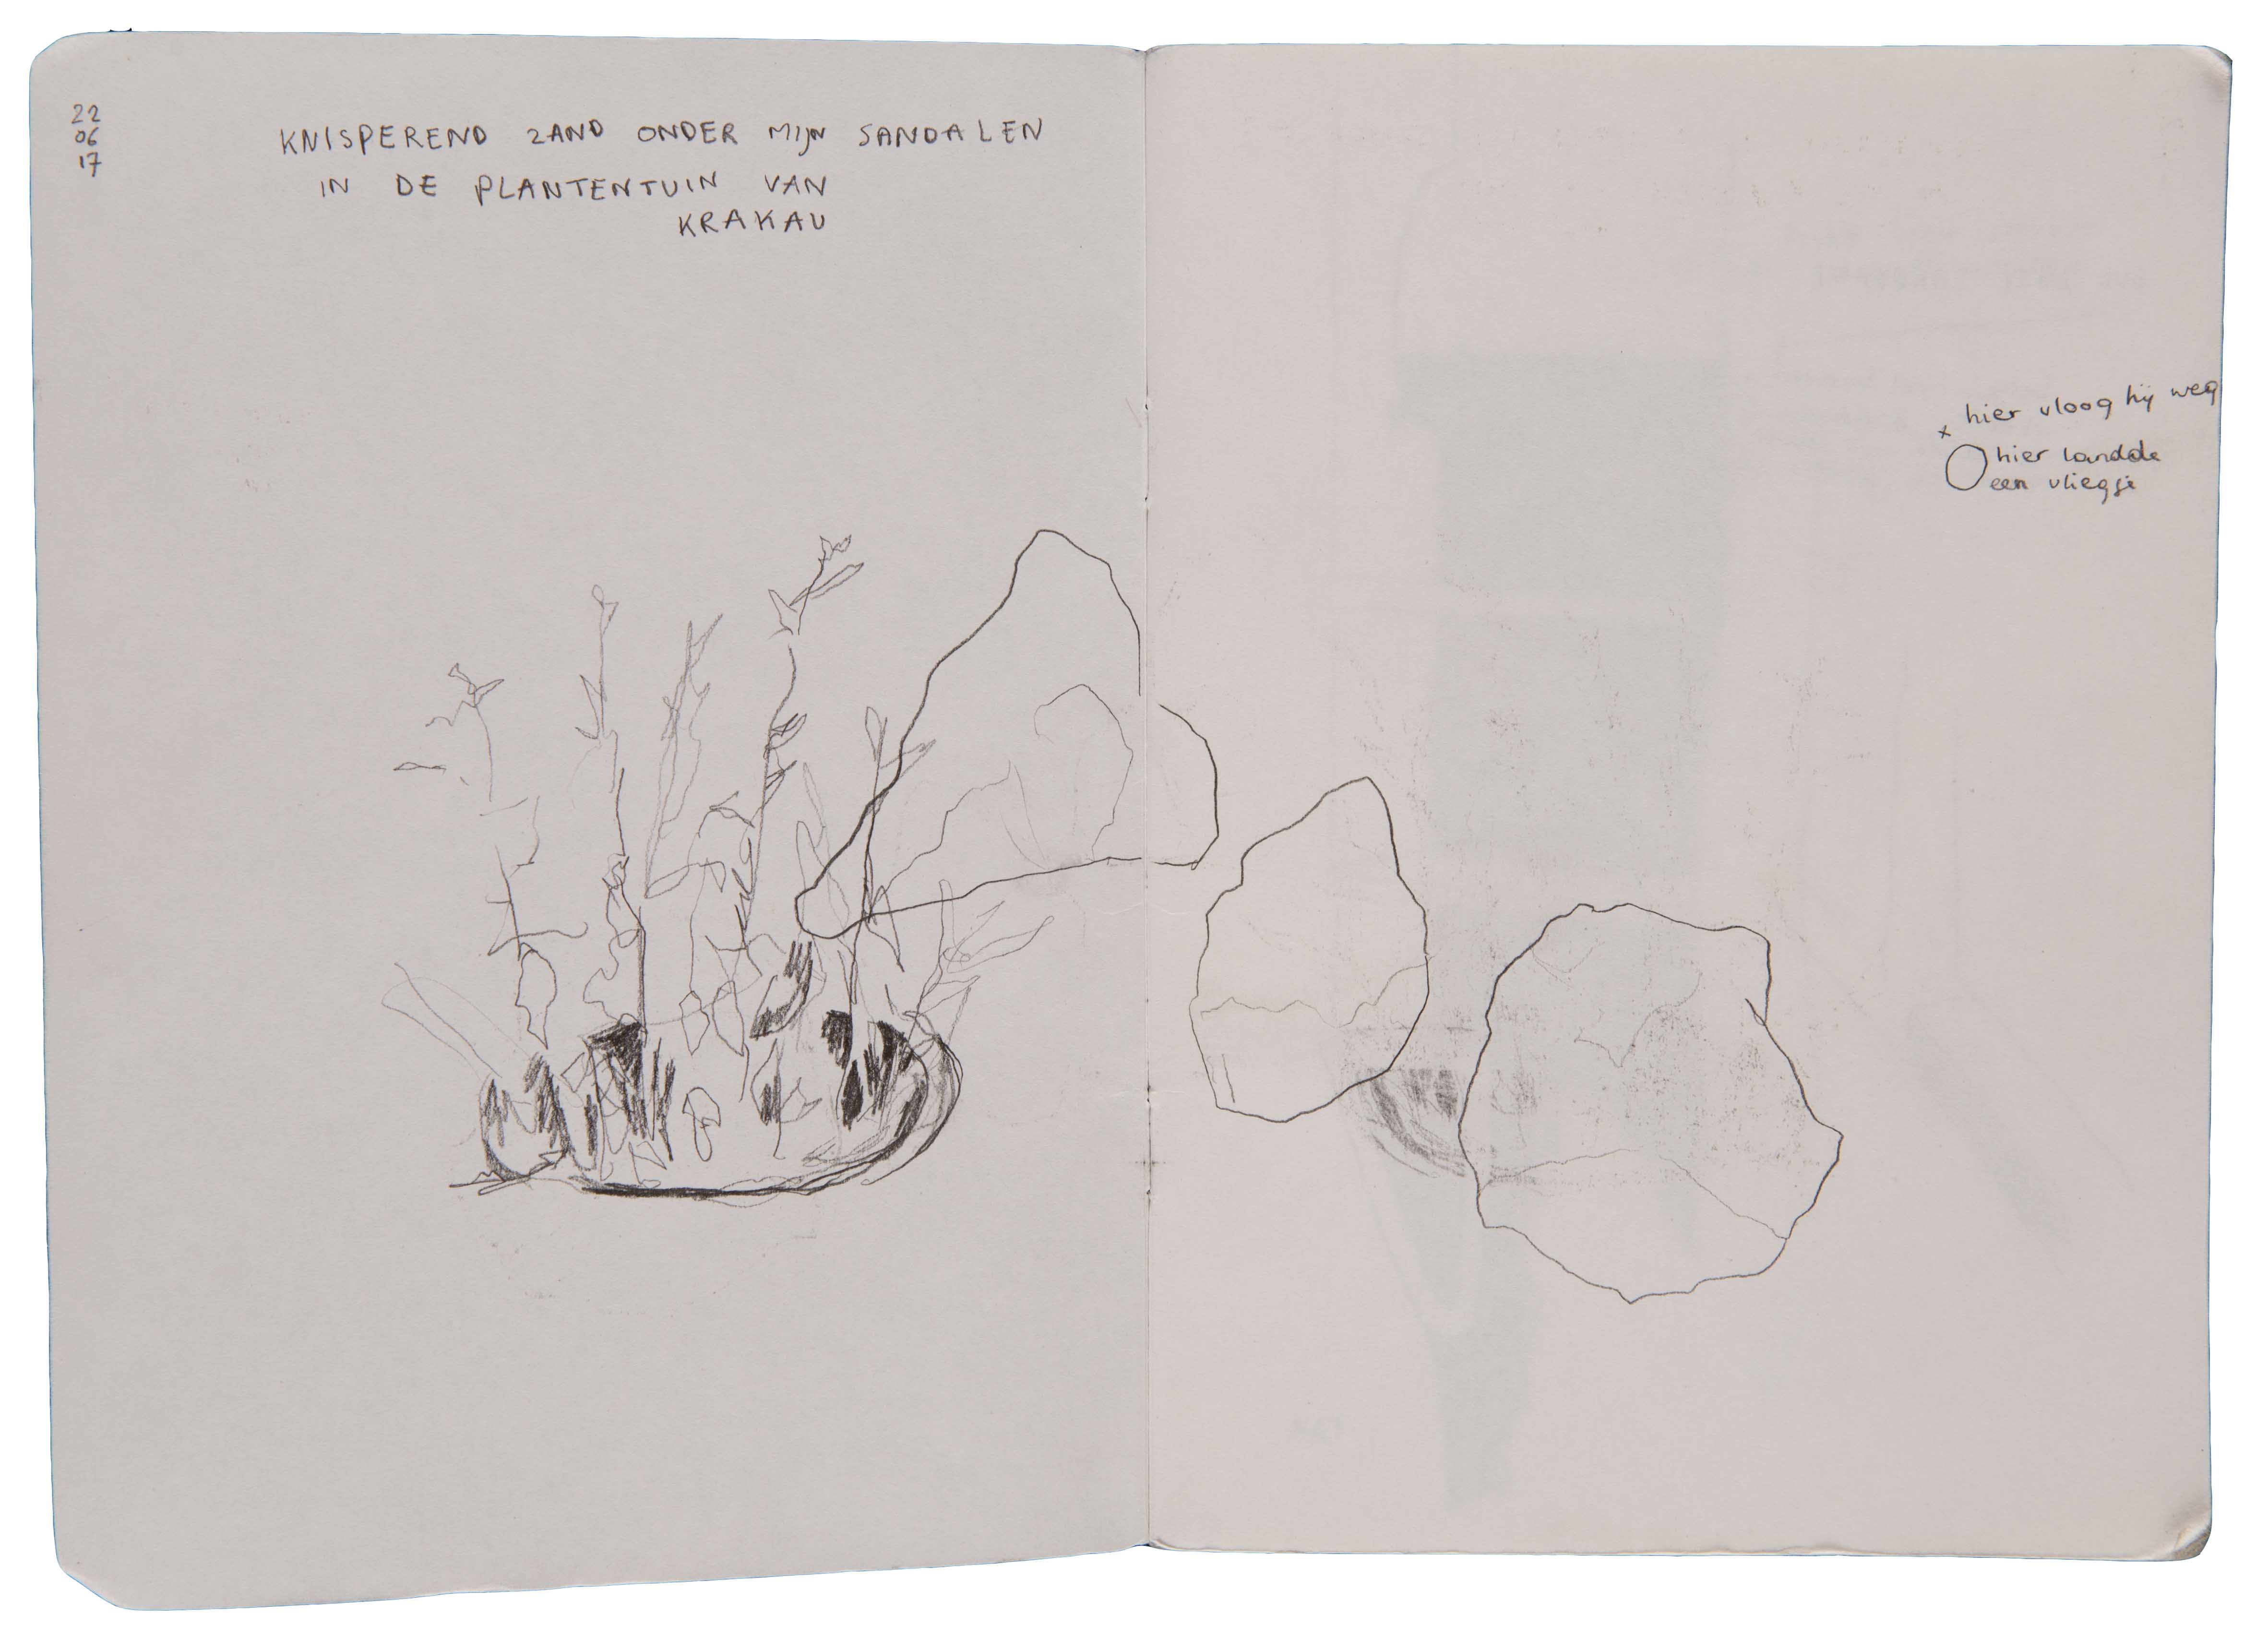 22
06
17
KNISPEREND ZAND ONDER MIJN SANDALEN
IN DE PLANTENTUIN VAN
KRAKAU
x hier vloog hij weg
hier landde
een vliegje